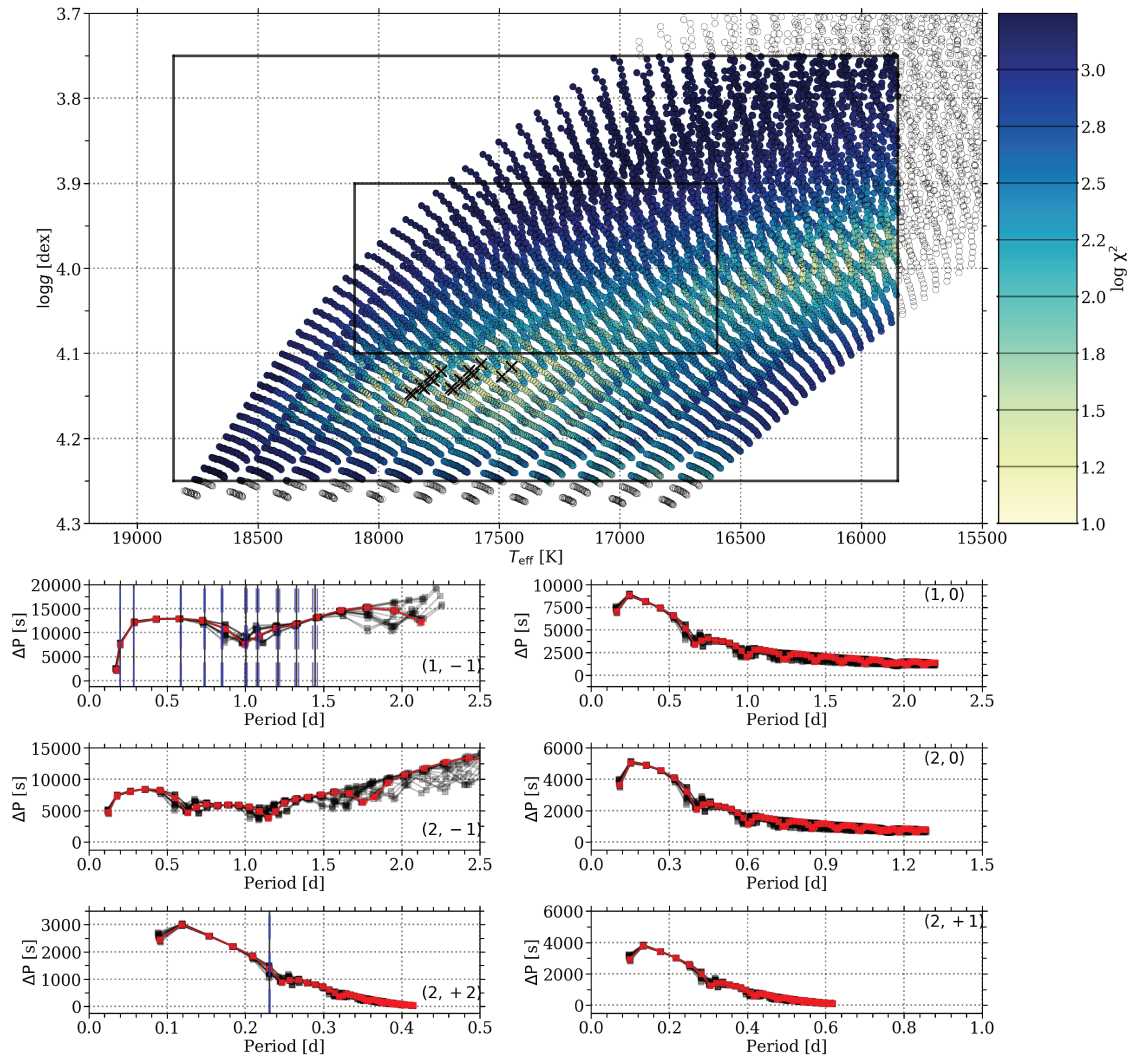 3.7
3.8
3.9
4.0
4.1
4.2
4.3
logg [dex]
19000 18500 18000 17500 17000 16500 16000 15500
T_eff [K]
3.0
2.8
2.5
2.2
2.0
1.8
1.5
1.2
1.0
log χ²
20000
15000
10000
5000
0
ΔP [s]
(1, −1)
0.0 0.5 1.0 1.5 2.0 2.5
Period [d]
10000
7500
5000
2500
0
ΔP [s]
(1, 0)
0.0 0.5 1.0 1.5 2.0 2.5
Period [d]
15000
10000
5000
0
ΔP [s]
(2, −1)
0.0 0.5 1.0 1.5 2.0 2.5
Period [d]
6000
4000
2000
0
ΔP [s]
(2, 0)
0.0 0.3 0.6 0.9 1.2 1.5
Period [d]
3000
2000
1000
0
ΔP [s]
(2, +2)
0.0 0.1 0.2 0.3 0.4 0.5
Period [d]
6000
4000
2000
0
ΔP [s]
(2, +1)
0.0 0.2 0.4 0.6 0.8 1.0
Period [d]